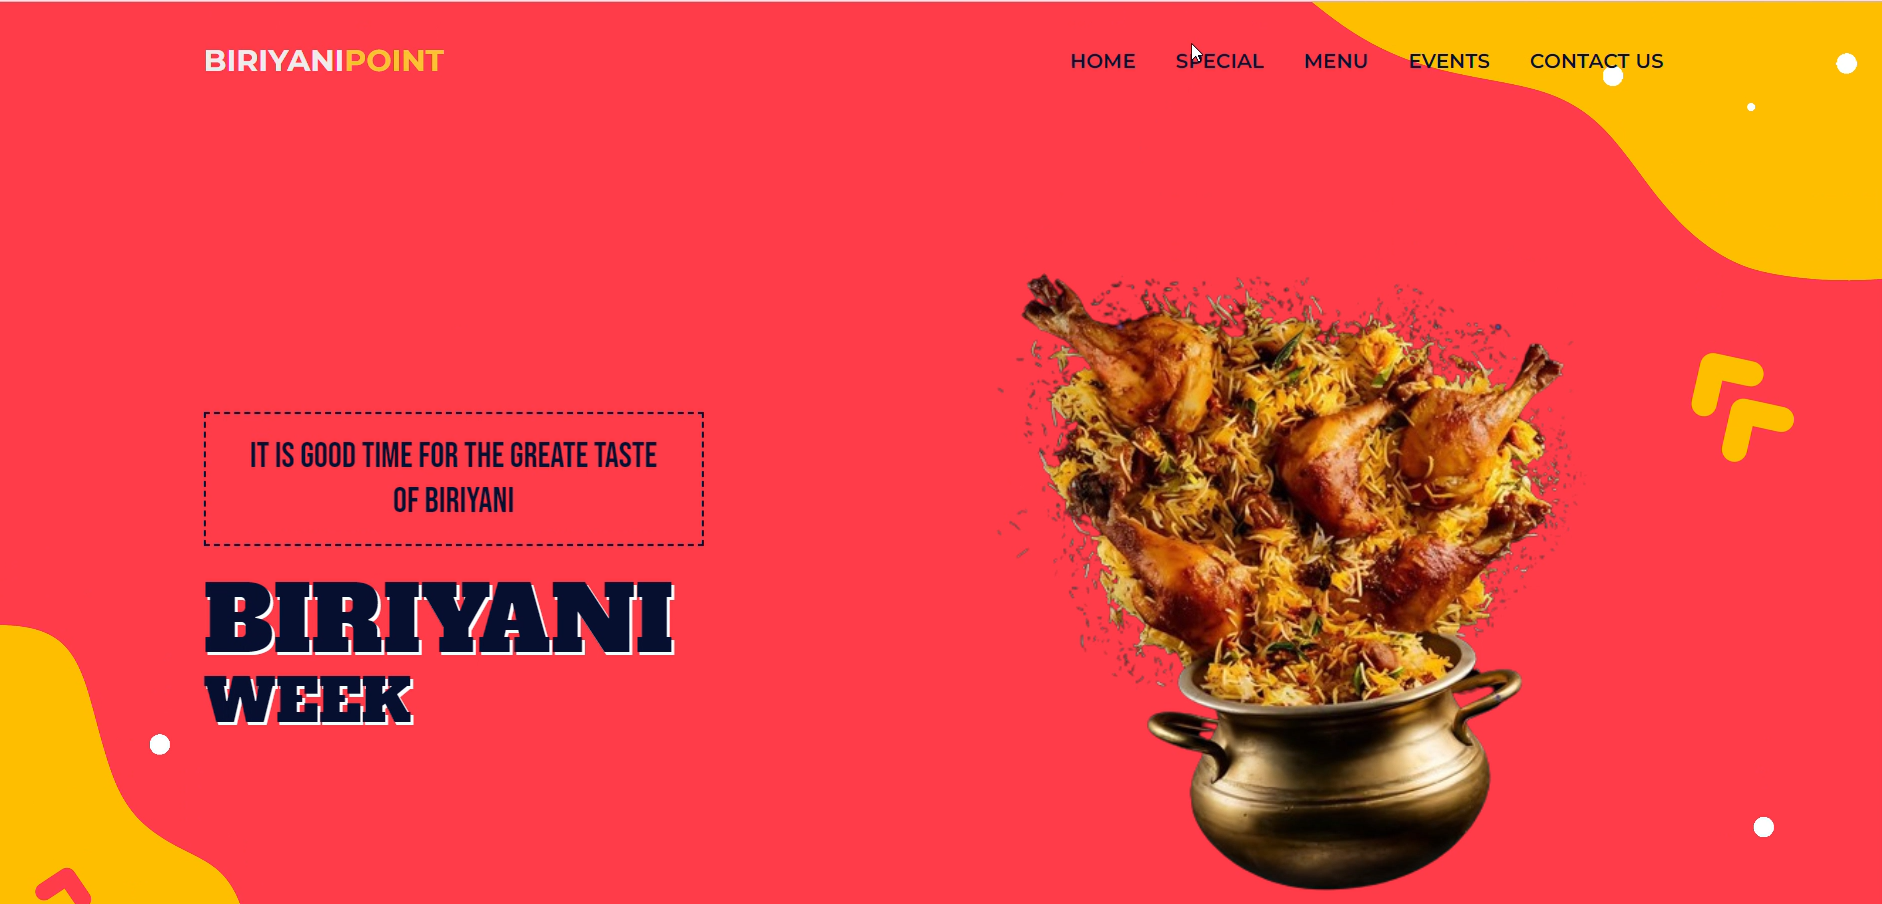 BIRIYANIPOINT
HOME SPECIAL MENU EVENTS CONTACT US
IT IS GOOD TIME FOR THE GREATE TASTE
OF BIRIYANI
BIRIYANI
WEEK